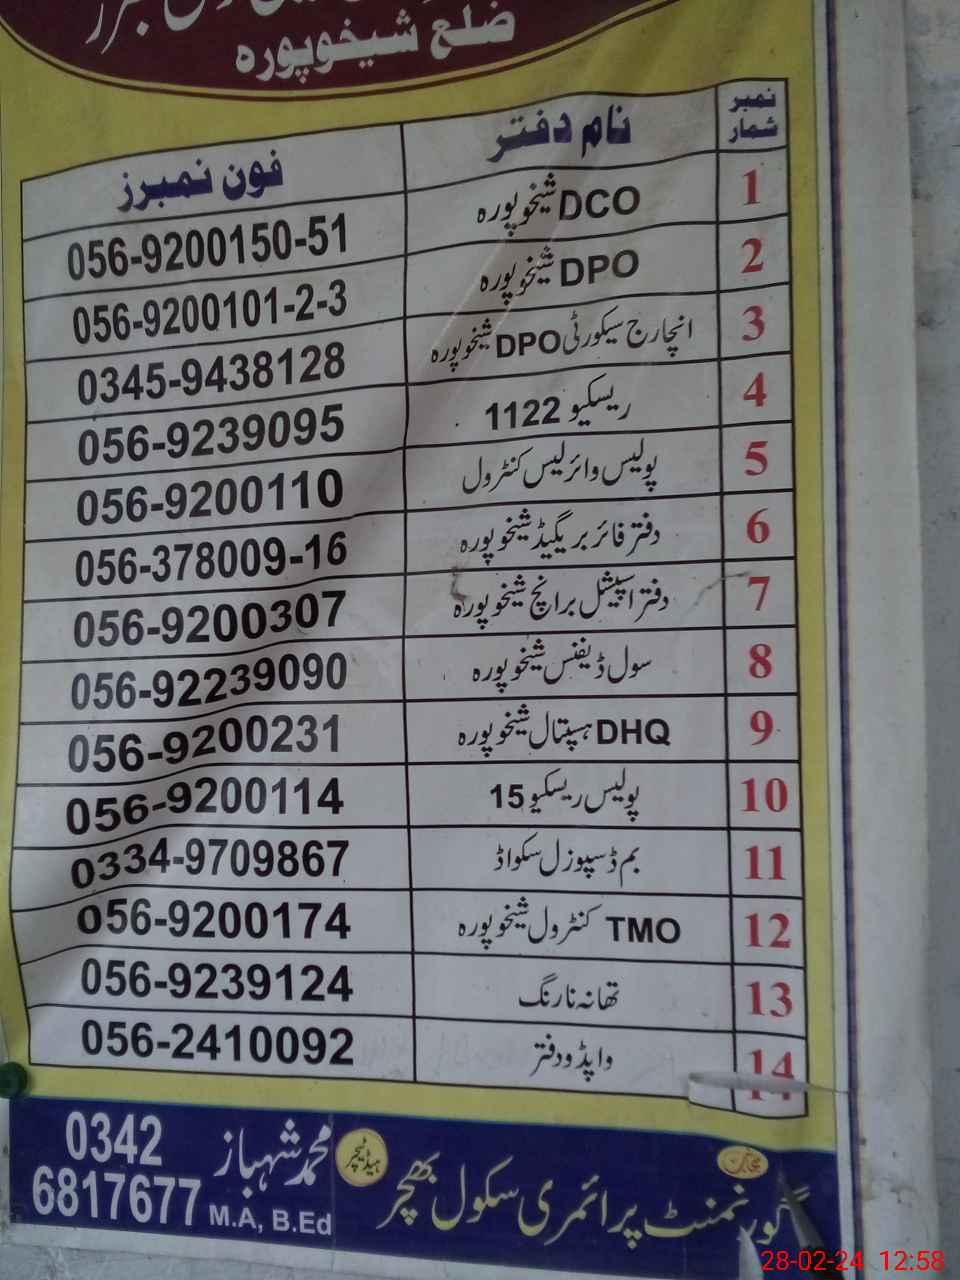 ضلع شیخوپورہ
نمبر شمار نام دفتر فون نمبرز
1 DCO شیخوپورہ 056-9200150-51
2 DPO شیخوپورہ 056-9200101-2-3
3 انچارج سیکورٹی DPO شیخوپورہ 0345-9438128
4 ریسکیو 1122 056-9239095
5 پولیس وائرلیس کنٹرول 056-9200110
6 دفتر فائر بریگیڈ شیخوپورہ 056-378009-16
7 دفتر اسپیشل برانچ شیخوپورہ 056-9200307
8 سول ڈیفنس شیخوپورہ 056-92239090
9 DHQ ہسپتال شیخوپورہ 056-9200231
10 پولیس ریسکیو 15 056-9200114
11 بم ڈسپوزل سکواڈ 0334-9709867
12 TMO کنٹرول شیخوپورہ 056-9200174
13 تھانہ نارنگ 056-9239124
14 واپڈو دفتر 056-2410092
منجانب
گورنمنٹ پرائمری سکول بھچر
ہیڈ ٹیچر
محمد شہباز 0342
M.A, B.Ed 6817677
28-02-24 12:58